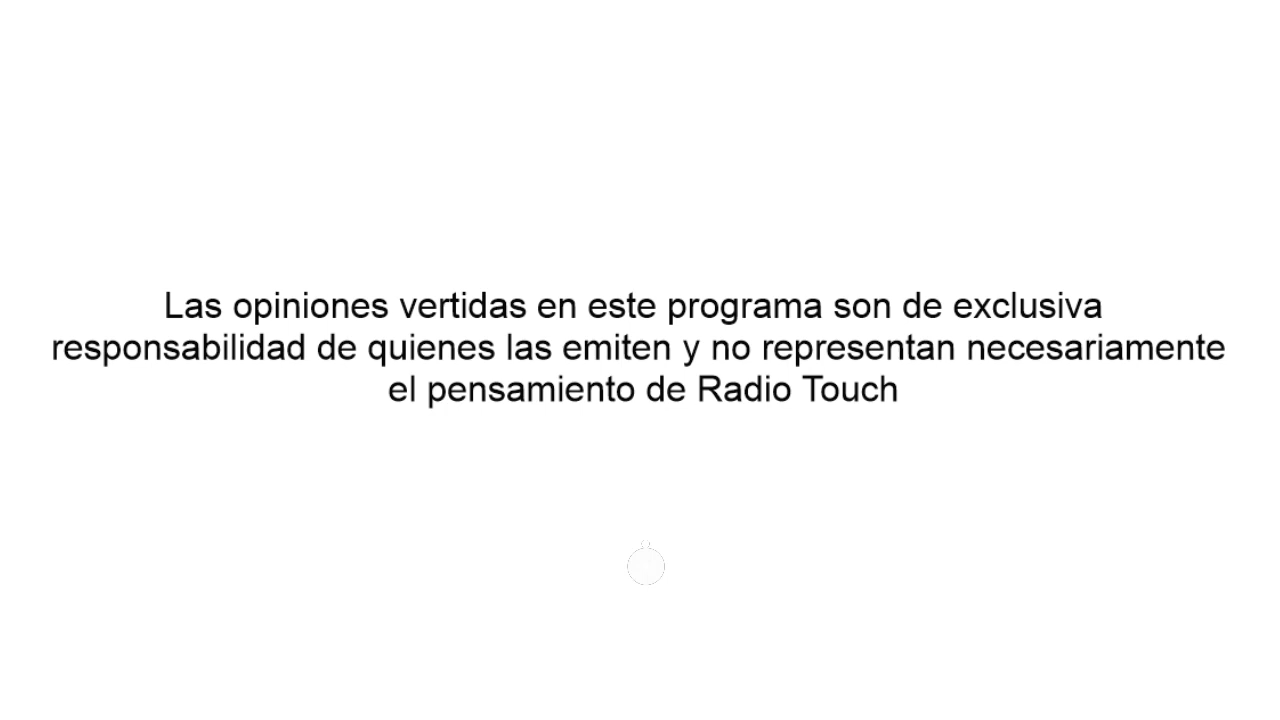 Las opiniones vertidas en este programa son de exclusiva
responsabilidad de quienes las emiten y no representan necesariamente
el pensamiento de Radio Touch